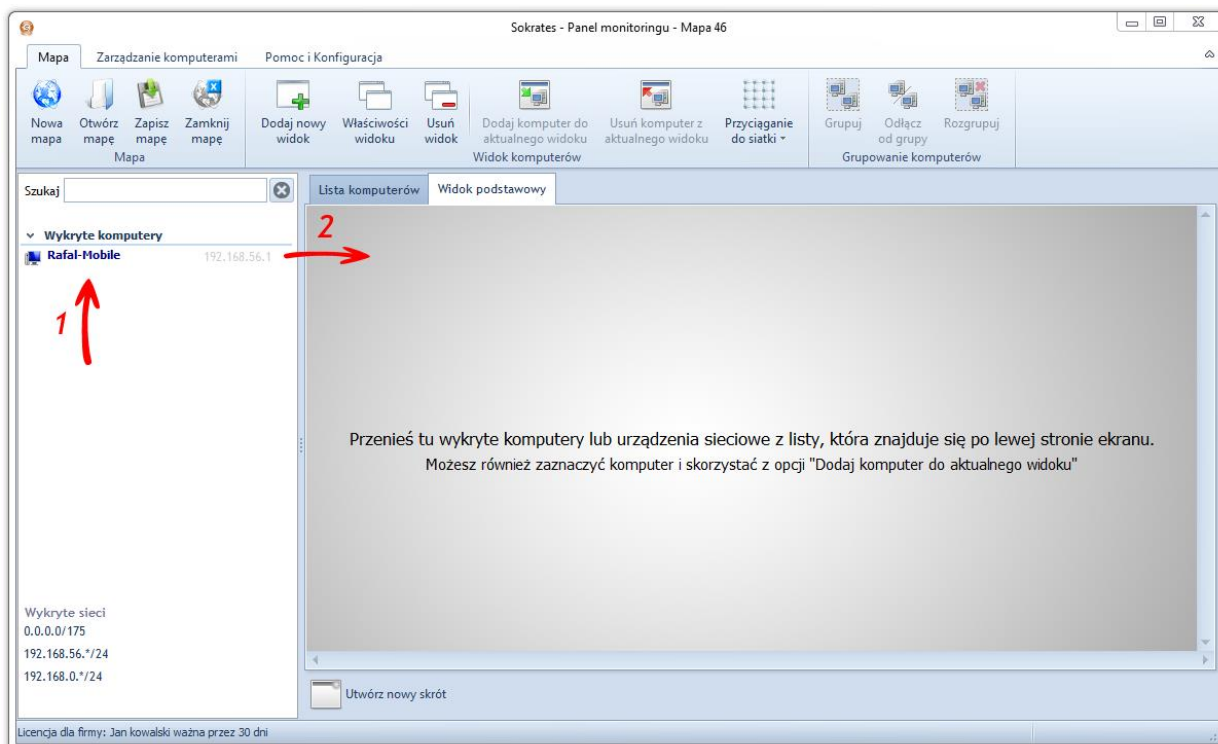 Sokrates - Panel monitoringu - Mapa 46
Mapa Zarządzanie komputerami Pomoc i Konfiguracja
Nowa mapa
Otwórz mapę
Zapisz mapę
Zamknij mapę
Dodaj nowy widok
Właściwości widoku
Usuń widok
Dodaj komputer do aktualnego widoku
Usuń komputer z aktualnego widoku
Przyciąganie do siatki
Grupuj
Odłącz od grupy
Rozgrupuj
Mapa
Widok komputerów
Grupowanie komputerów
Szukaj
Lista komputerów
Widok podstawowy
Wykryte komputery
Rafal-Mobile 192.168.56.1
2
1
Przenieś tu wykryte komputery lub urządzenia sieciowe z listy, która znajduje się po lewej stronie ekranu.
Możesz również zaznaczyć komputer i skorzystać z opcji "Dodaj komputer do aktualnego widoku"
Wykryte sieci
0.0.0.0/175
192.168.56.*/24
192.168.0.*/24
Utwórz nowy skrót
Licencja dla firmy: Jan kowalski ważna przez 30 dni